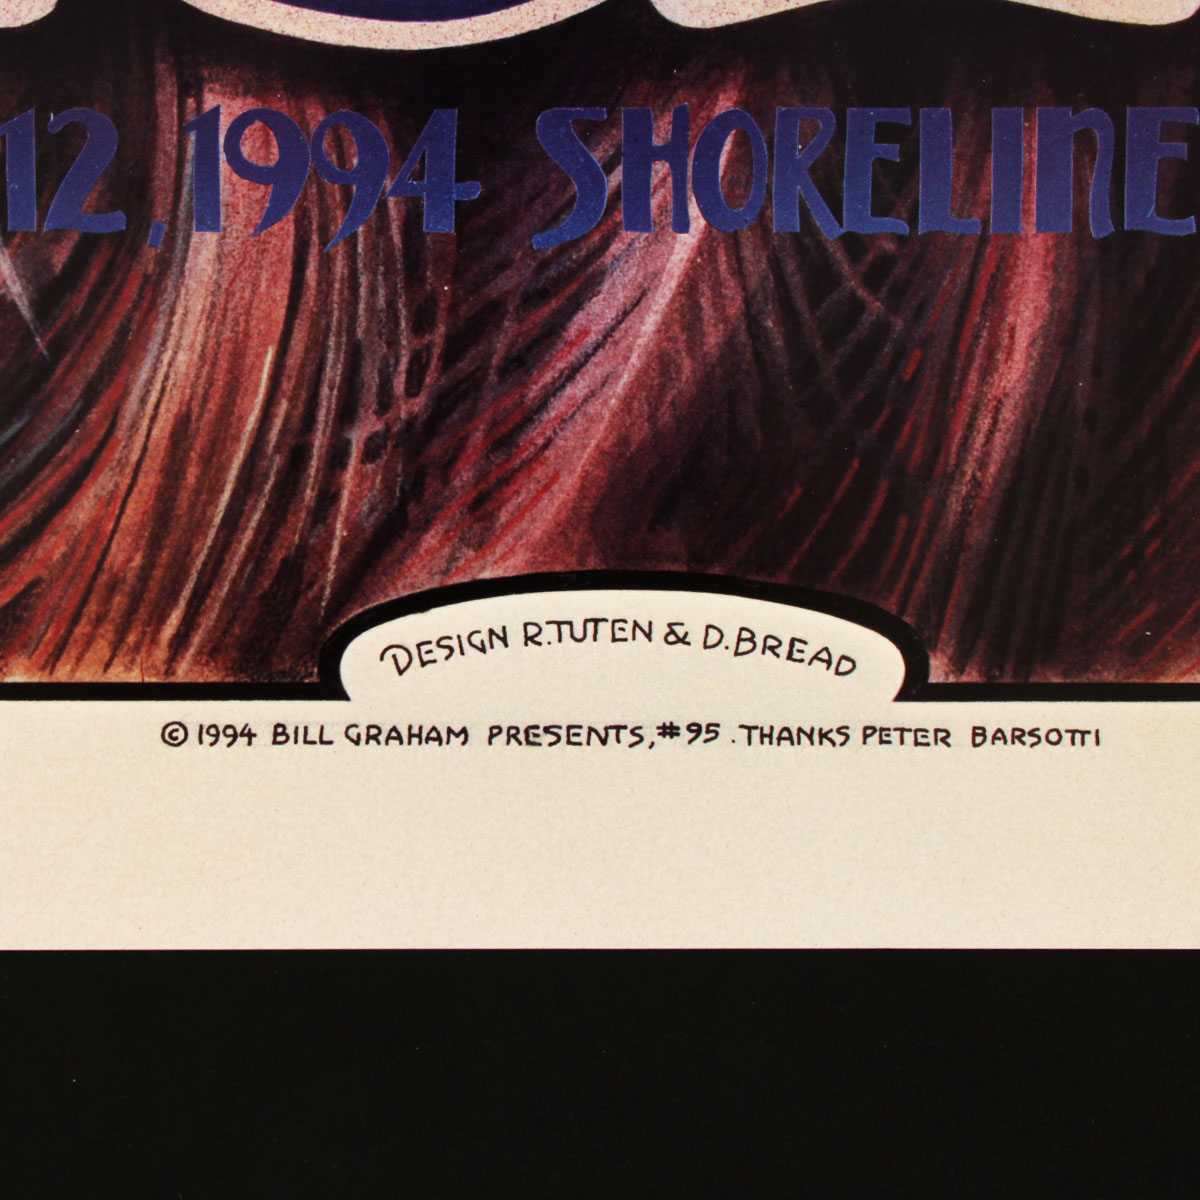 12, 1994 SHORELINE
DESIGN R.TUTEN & D.BREAD
© 1994 BILL GRAHAM PRESENTS, #95 . THANKS PETER BARSOTTI